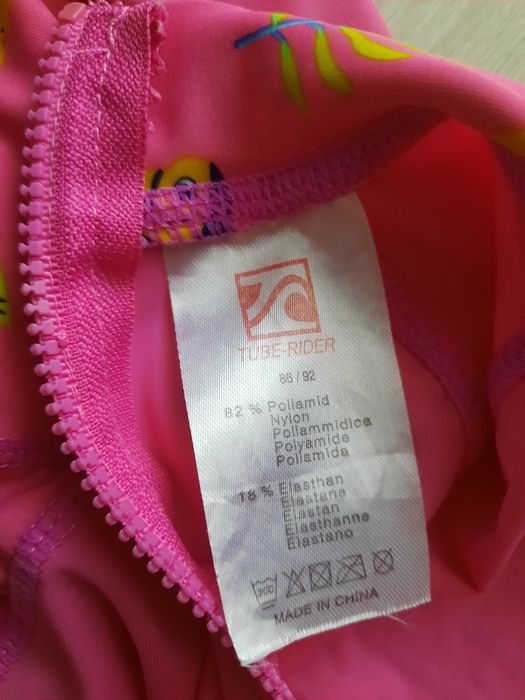 TUBE-RIDER
86/92
82 % Poliamid
Nylon
Poliammidica
Polyamide
Poliamida
18 % Elasthan
Elastane
Elastan
Elasthanne
Elastano
30C
MADE IN CHINA